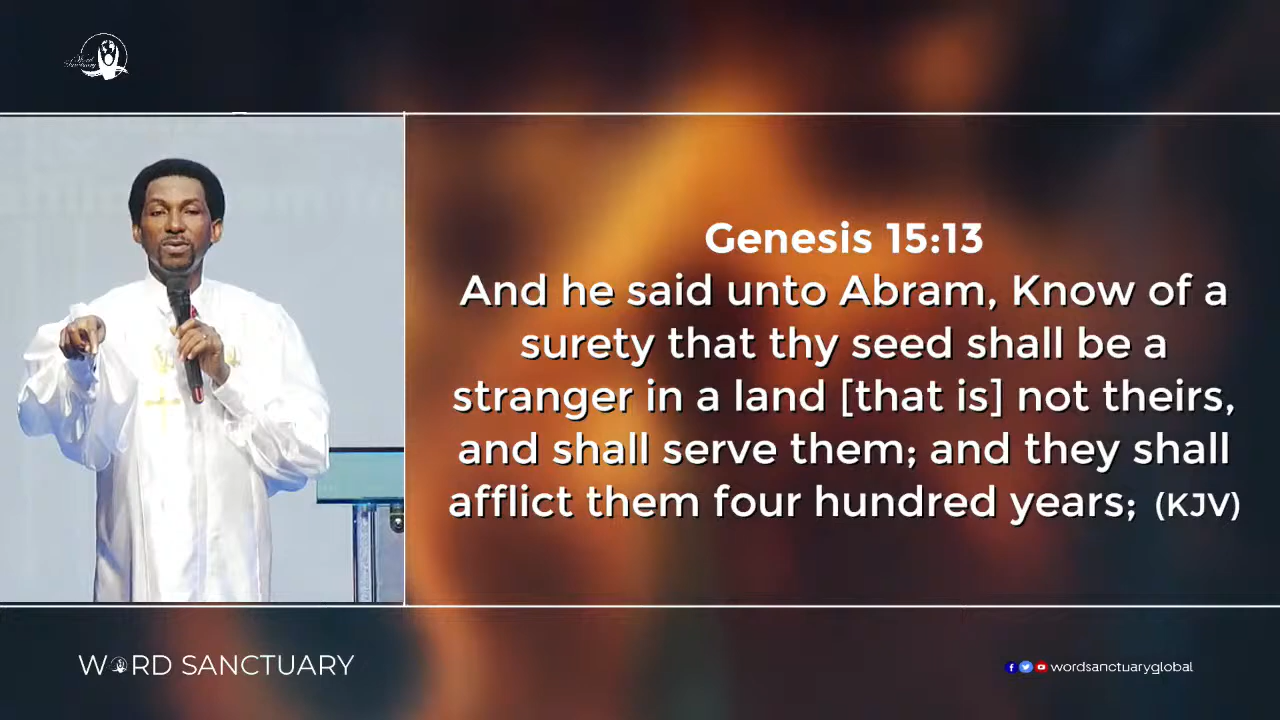 Word
Sanctuary
Genesis 15:13
And he said unto Abram, Know of a
surety that thy seed shall be a
stranger in a land [that is] not theirs,
and shall serve them; and they shall
afflict them four hundred years; (KJV)
WORD SANCTUARY
wordsanctuaryglobal